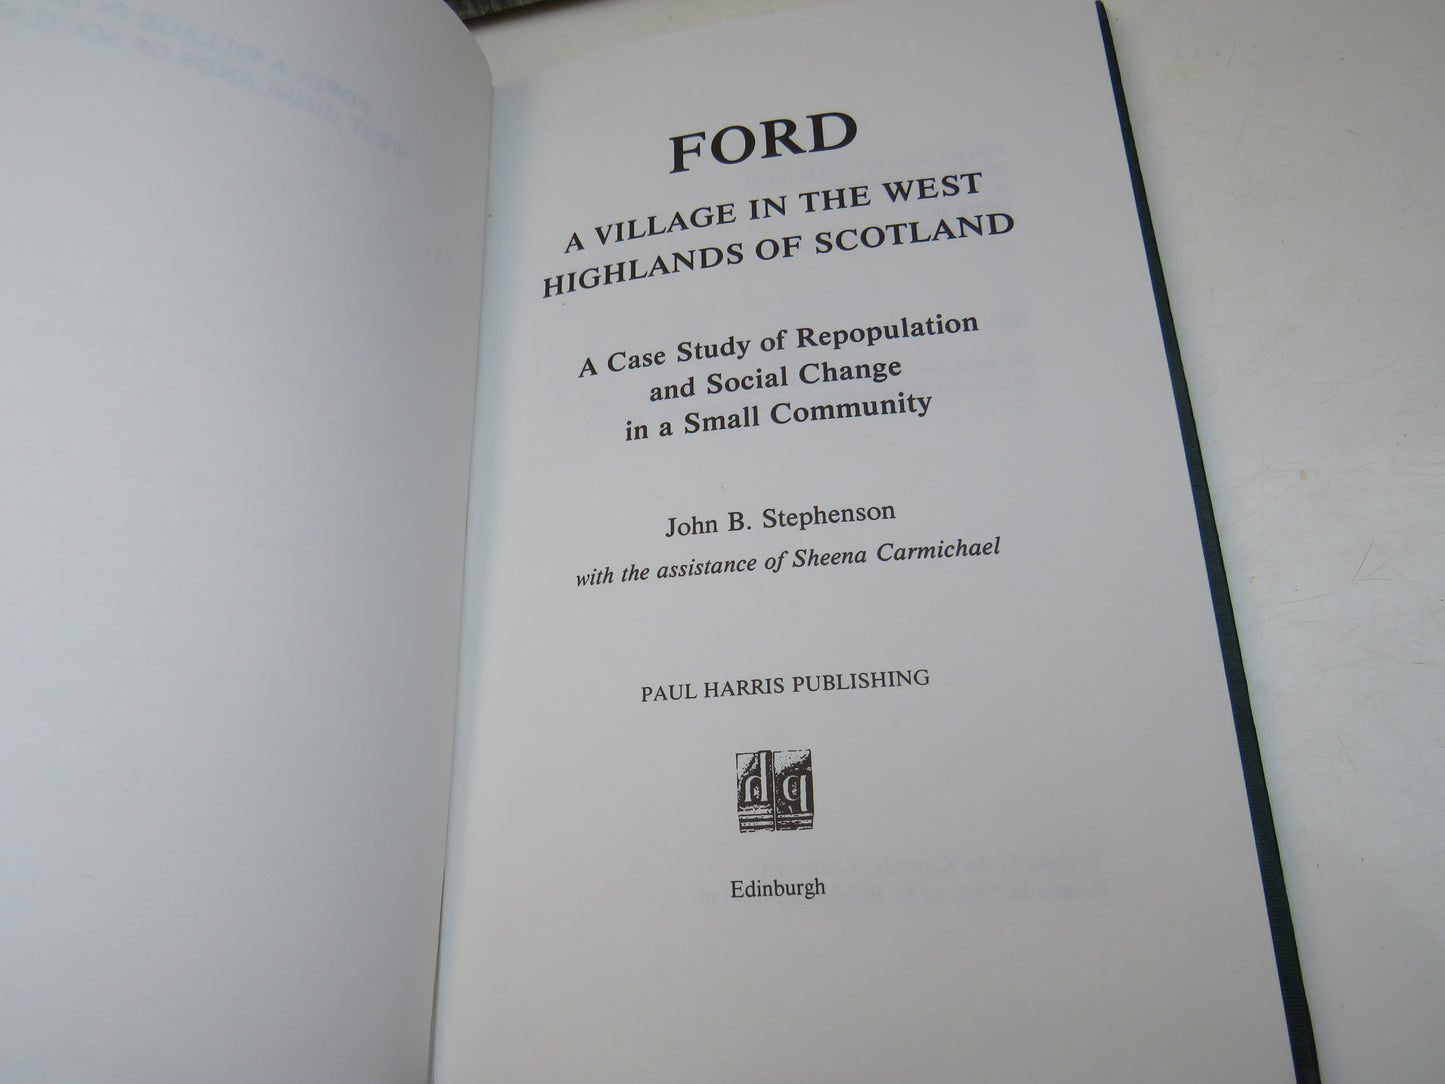 FORD
A VILLAGE IN THE WEST
HIGHLANDS OF SCOTLAND
A Case Study of Repopulation
and Social Change
in a Small Community
John B. Stephenson
with the assistance of Sheena Carmichael
PAUL HARRIS PUBLISHING
Edinburgh